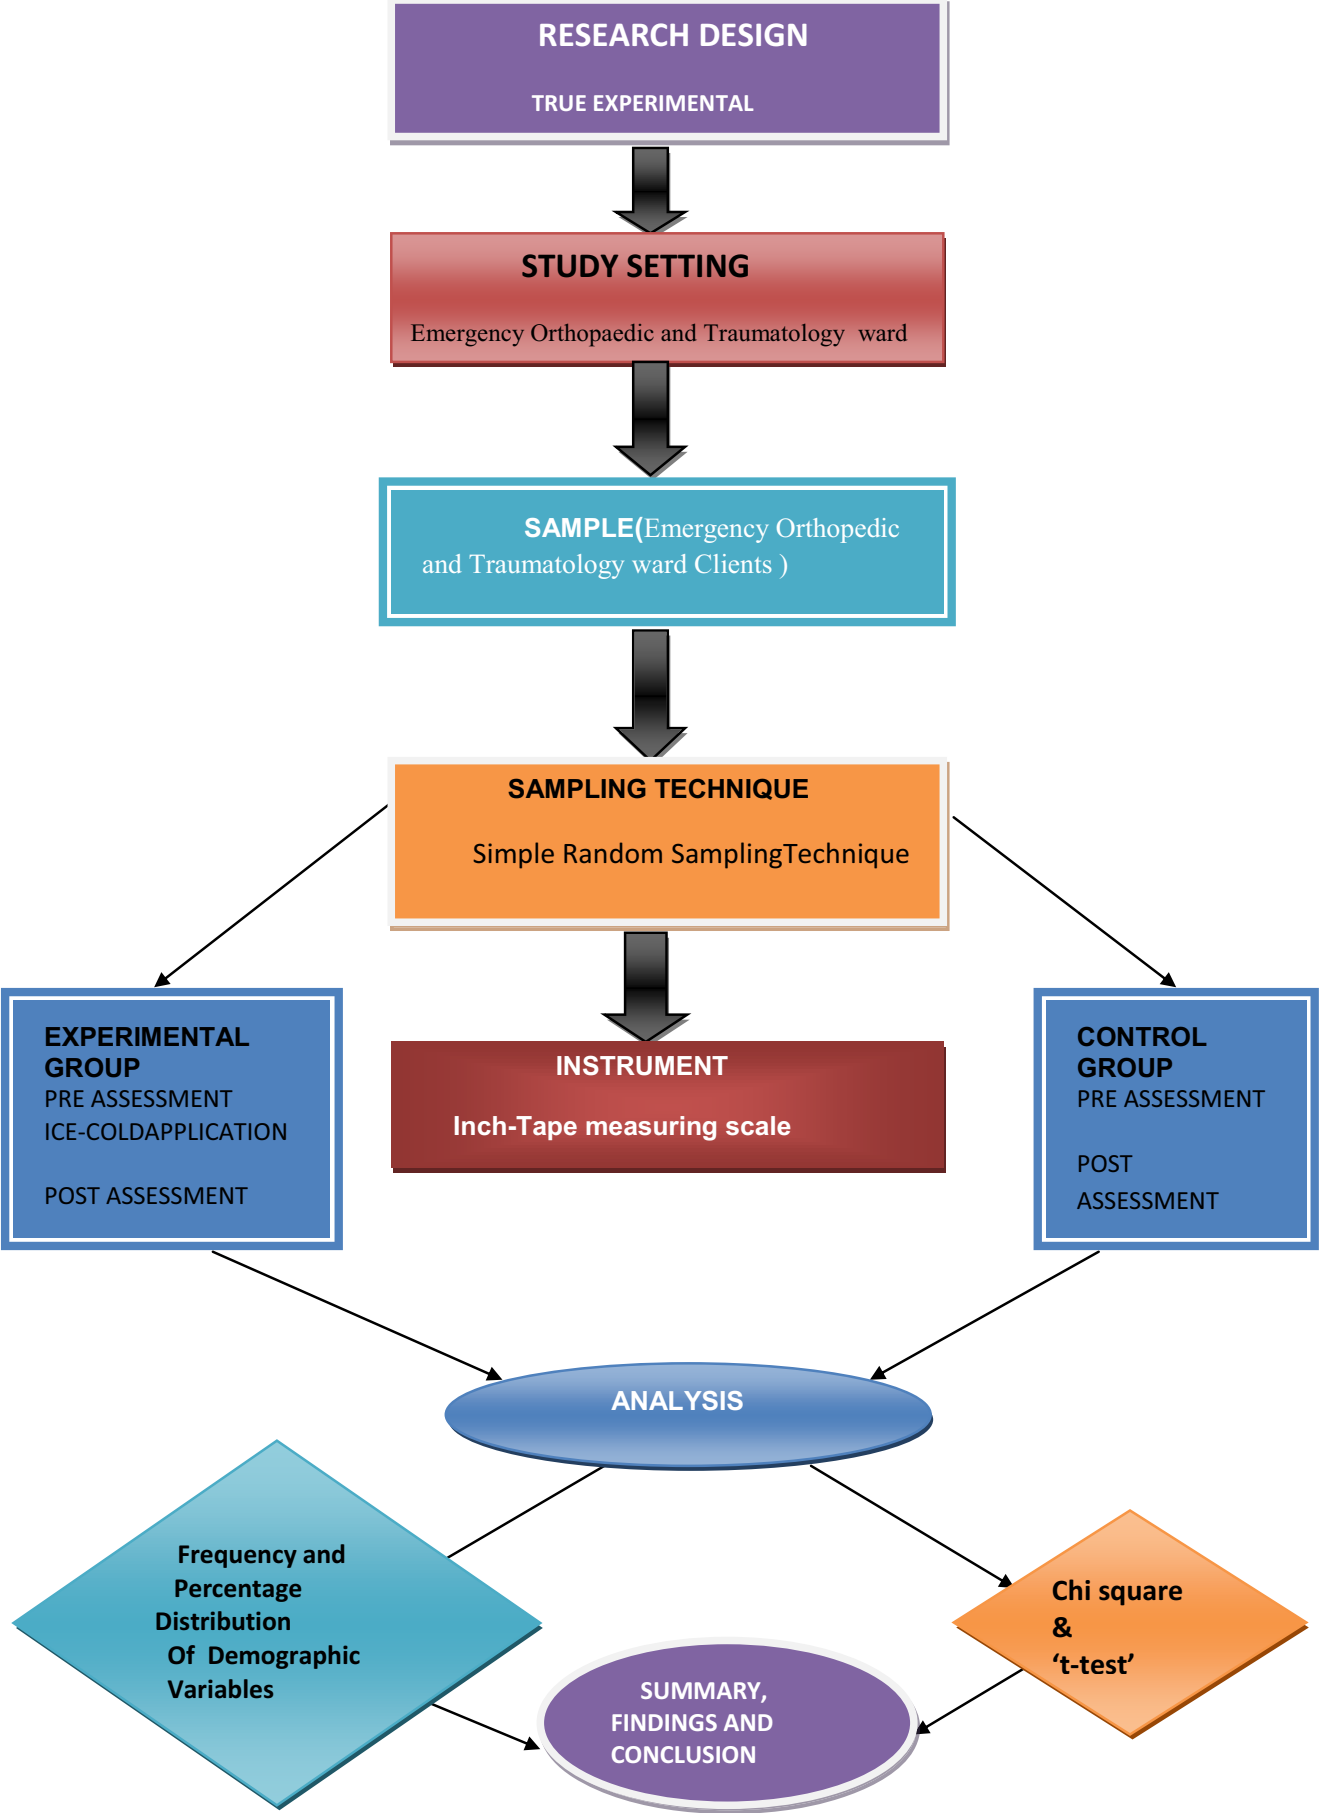 RESEARCH DESIGN
TRUE EXPERIMENTAL
STUDY SETTING
Emergency Orthopaedic and Traumatology ward
SAMPLE(Emergency Orthopedic
and Traumatology ward Clients )
SAMPLING TECHNIQUE
Simple Random SamplingTechnique
EXPERIMENTAL
GROUP
PRE ASSESSMENT
ICE-COLDAPPLICATION
POST ASSESSMENT
INSTRUMENT
Inch-Tape measuring scale
CONTROL
GROUP
PRE ASSESSMENT
POST
ASSESSMENT
ANALYSIS
Frequency and
Percentage
Distribution
Of Demographic
Variables
Chi square
&
‘t-test’
SUMMARY,
FINDINGS AND
CONCLUSION